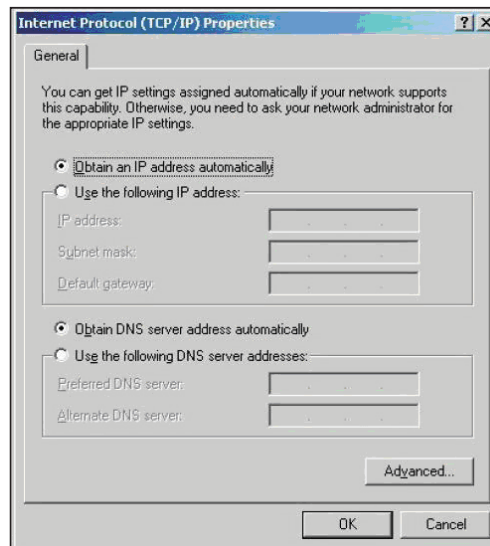 Internet Protocol (TCP/IP) Properties
General
You can get IP settings assigned automatically if your network supports
this capability. Otherwise, you need to ask your network administrator for
the appropriate IP settings.
Obtain an IP address automatically
Use the following IP address:
IP address:
Subnet mask:
Default gateway:
Obtain DNS server address automatically
Use the following DNS server addresses:
Preferred DNS server:
Alternate DNS server:
Advanced...
OK Cancel